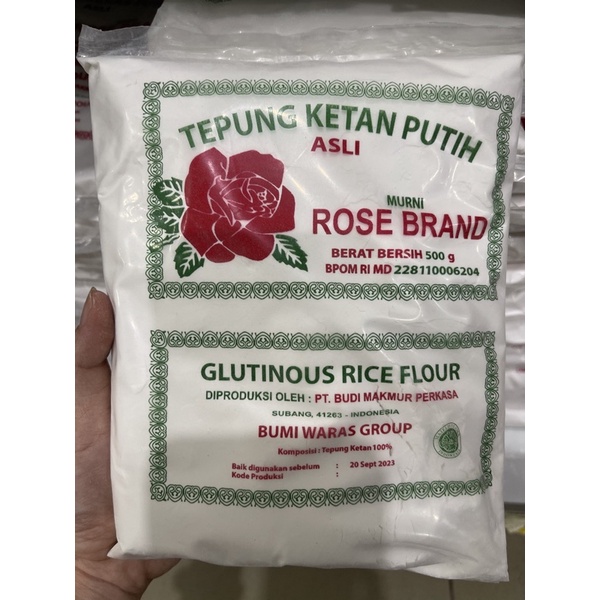 TEPUNG KETAN PUTIH
ASLI
MURNI
ROSE BRAND
BERAT BERSIH 500 g
BPOM RI MD 228110006204
GLUTINOUS RICE FLOUR
DIPRODUKSI OLEH : PT. BUDI MAKMUR PERKASA
SUBANG, 41263 - INDONESIA
BUMI WARAS GROUP
Komposisi : Tepung Ketan 100%
Baik digunakan sebelum : 20 Sept 2023
Kode Produksi :